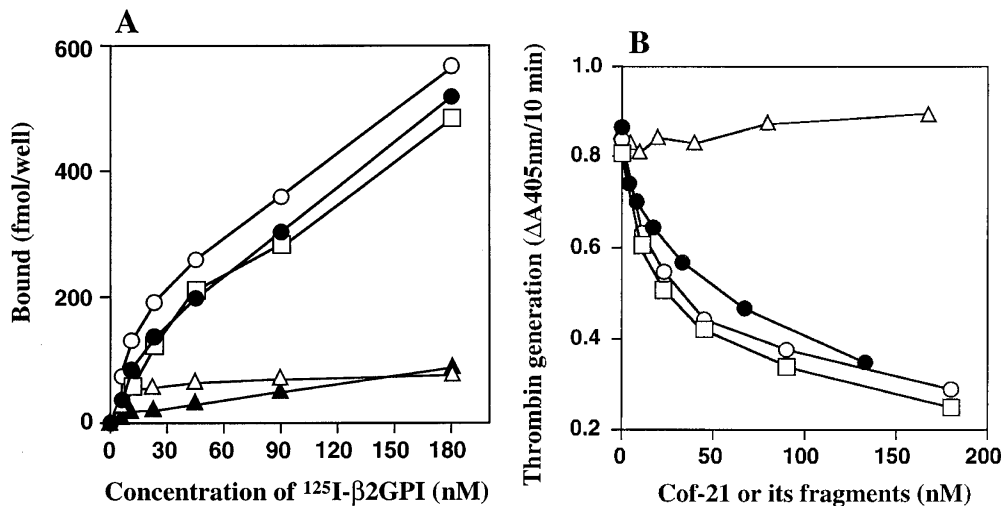 A
600
400
200
0
Bound (fmol/well)
0 30 60 90 120 150 180
Concentration of ¹²⁵I-β2GPI (nM)
B
1.0
0.8
0.6
0.4
0.2
Thrombin generation (ΔA405nm/10 min)
0 50 100 150 200
Cof-21 or its fragments (nM)